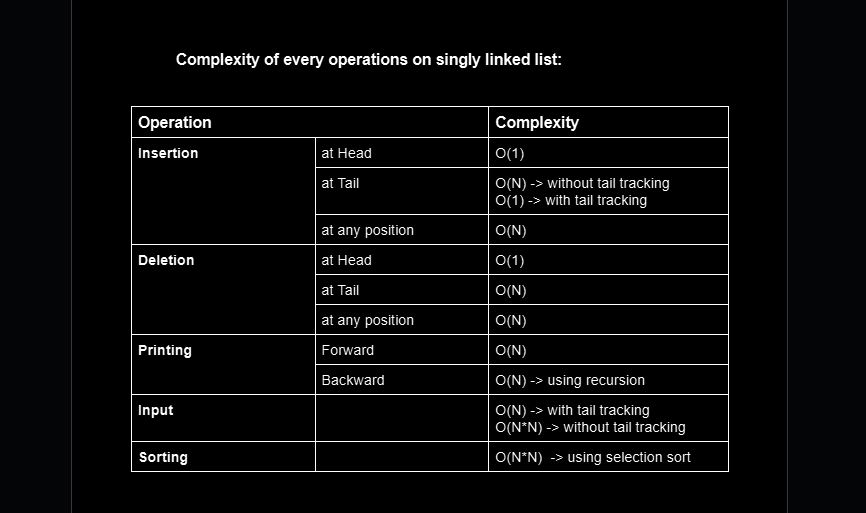 Complexity of every operations on singly linked list:
Operation Complexity
Insertion at Head O(1)
at Tail O(N) -> without tail tracking
O(1) -> with tail tracking
at any position O(N)
Deletion at Head O(1)
at Tail O(N)
at any position O(N)
Printing Forward O(N)
Backward O(N) -> using recursion
Input O(N) -> with tail tracking
O(N*N) -> without tail tracking
Sorting O(N*N)  -> using selection sort